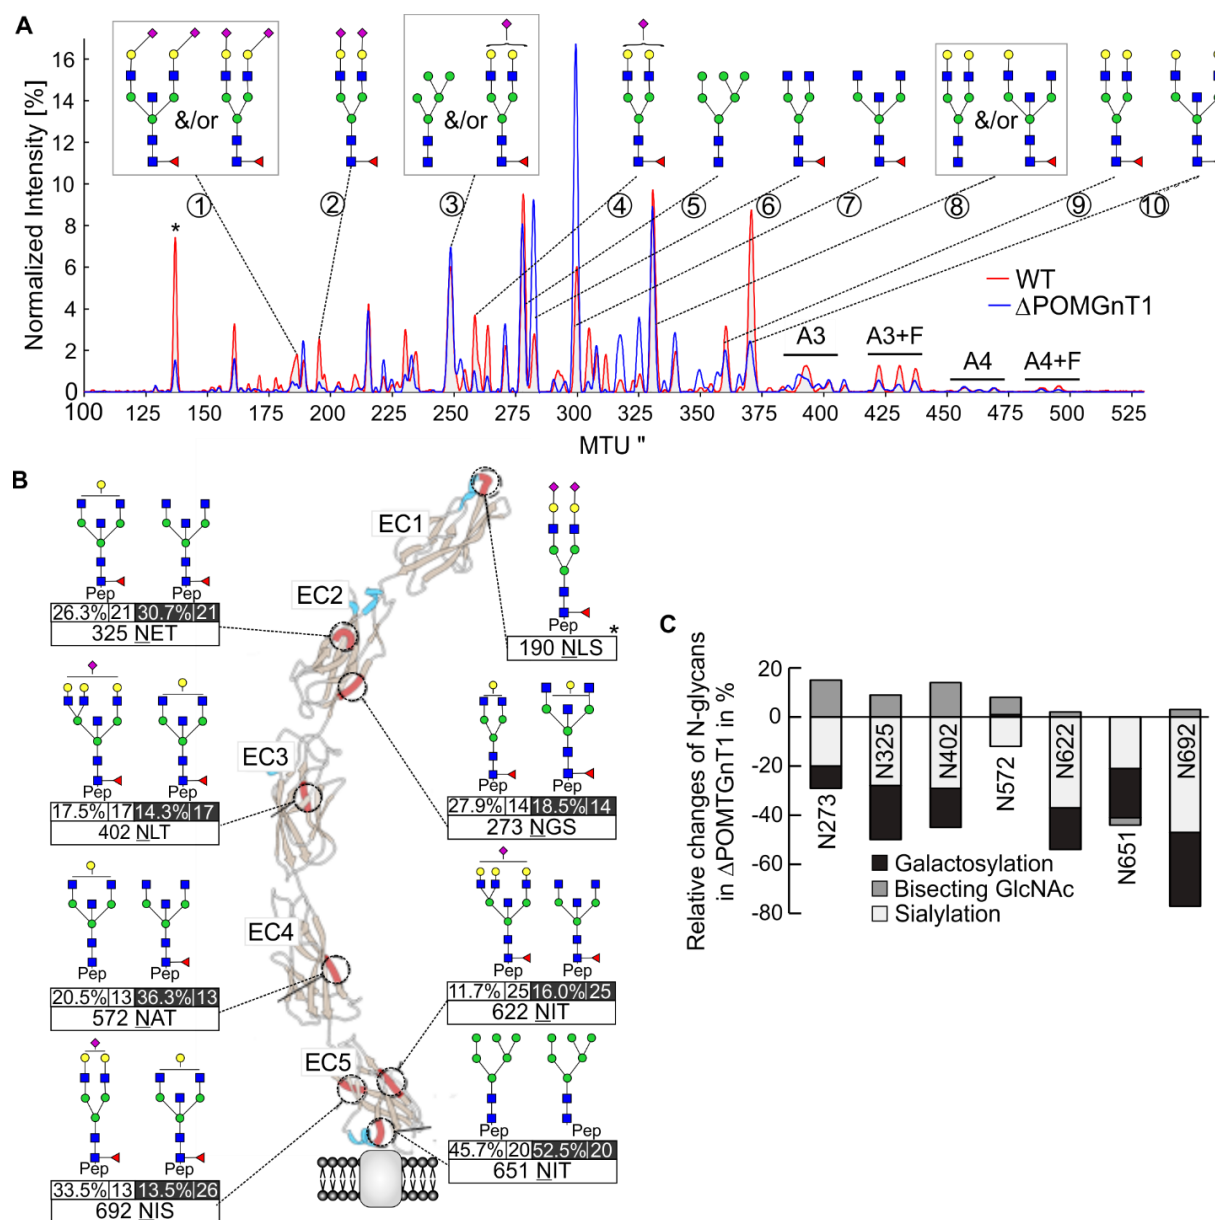 A
Normalized Intensity [%]
16
14
12
10
8
6
4
2
0
&/or
&/or
&/or
①
②
③
④
⑤
⑥
⑦
⑧
⑨
⑩
*
WT
ΔPOMGnT1
A3
A3+F
A4
A4+F
100 125 150 175 200 225 250 275 300 325 350 375 400 425 450 475 500 525
MTU "
B
EC1
EC2
EC3
EC4
EC5
Pep Pep
26.3% 21 30.7% 21
325 NET
Pep
190 NLS *
Pep Pep
17.5% 17 14.3% 17
402 NLT
Pep Pep
27.9% 14 18.5% 14
273 NGS
Pep Pep
20.5% 13 36.3% 13
572 NAT
Pep Pep
11.7% 25 16.0% 25
622 NIT
Pep Pep
33.5% 13 13.5% 26
692 NIS
Pep Pep
45.7% 20 52.5% 20
651 NIT
C
Relative changes of N-glycans
in ΔPOMTGnT1 in %
20
0
-20
-40
-60
-80
N273
N325
N402
N572
N622
N651
N692
Galactosylation
Bisecting GlcNAc
Sialylation